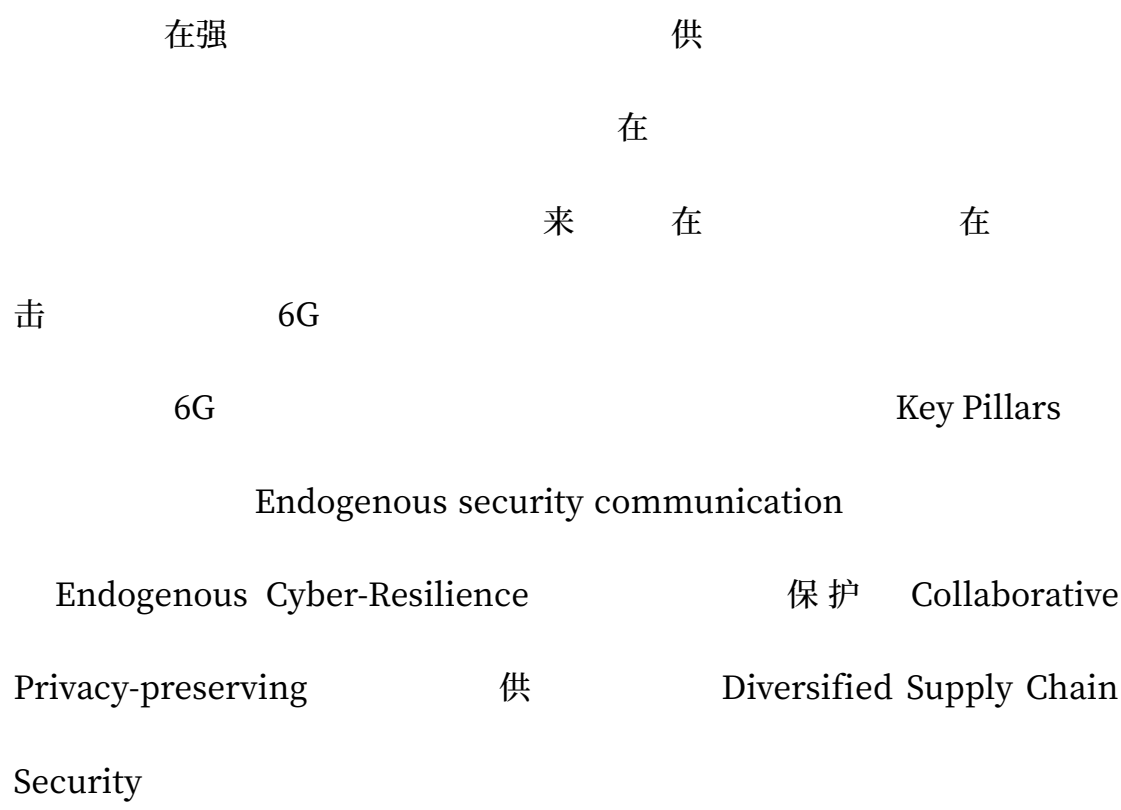 在强 供
在
来 在 在
击 6G
6G Key Pillars
Endogenous security communication
Endogenous Cyber-Resilience 保护 Collaborative
Privacy-preserving 供 Diversified Supply Chain
Security